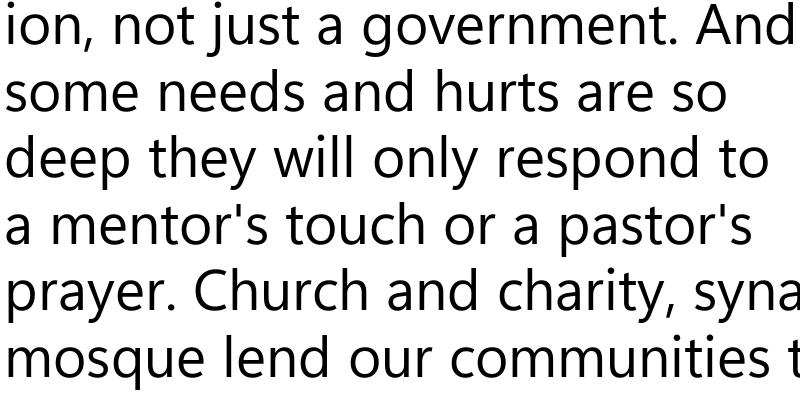 ion, not just a government. And
some needs and hurts are so
deep they will only respond to
a mentor's touch or a pastor's
prayer. Church and charity, syna
mosque lend our communities t